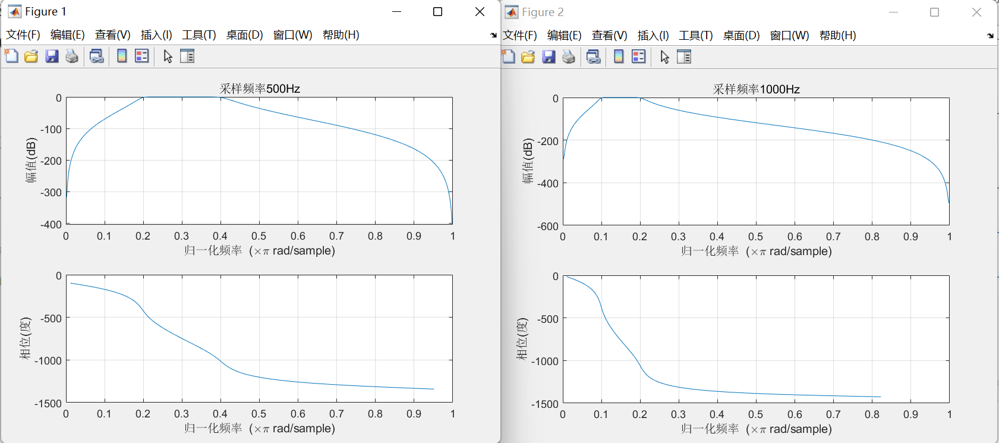 Figure 1
文件(F) 编辑(E) 查看(V) 插入(I) 工具(T) 桌面(D) 窗口(W) 帮助(H)
采样频率500Hz
幅值(dB)
0
-100
-200
-300
-400
0 0.1 0.2 0.3 0.4 0.5 0.6 0.7 0.8 0.9 1
归一化频率 (×π rad/sample)
相位(度)
0
-500
-1000
-1500
0 0.1 0.2 0.3 0.4 0.5 0.6 0.7 0.8 0.9 1
归一化频率 (×π rad/sample)
Figure 2
文件(F) 编辑(E) 查看(V) 插入(I) 工具(T) 桌面(D) 窗口(W) 帮助(H)
采样频率1000Hz
幅值(dB)
0
-200
-400
-600
0 0.1 0.2 0.3 0.4 0.5 0.6 0.7 0.8 0.9 1
归一化频率 (×π rad/sample)
相位(度)
0
-500
-1000
-1500
0 0.1 0.2 0.3 0.4 0.5 0.6 0.7 0.8 0.9 1
归一化频率 (×π rad/sample)